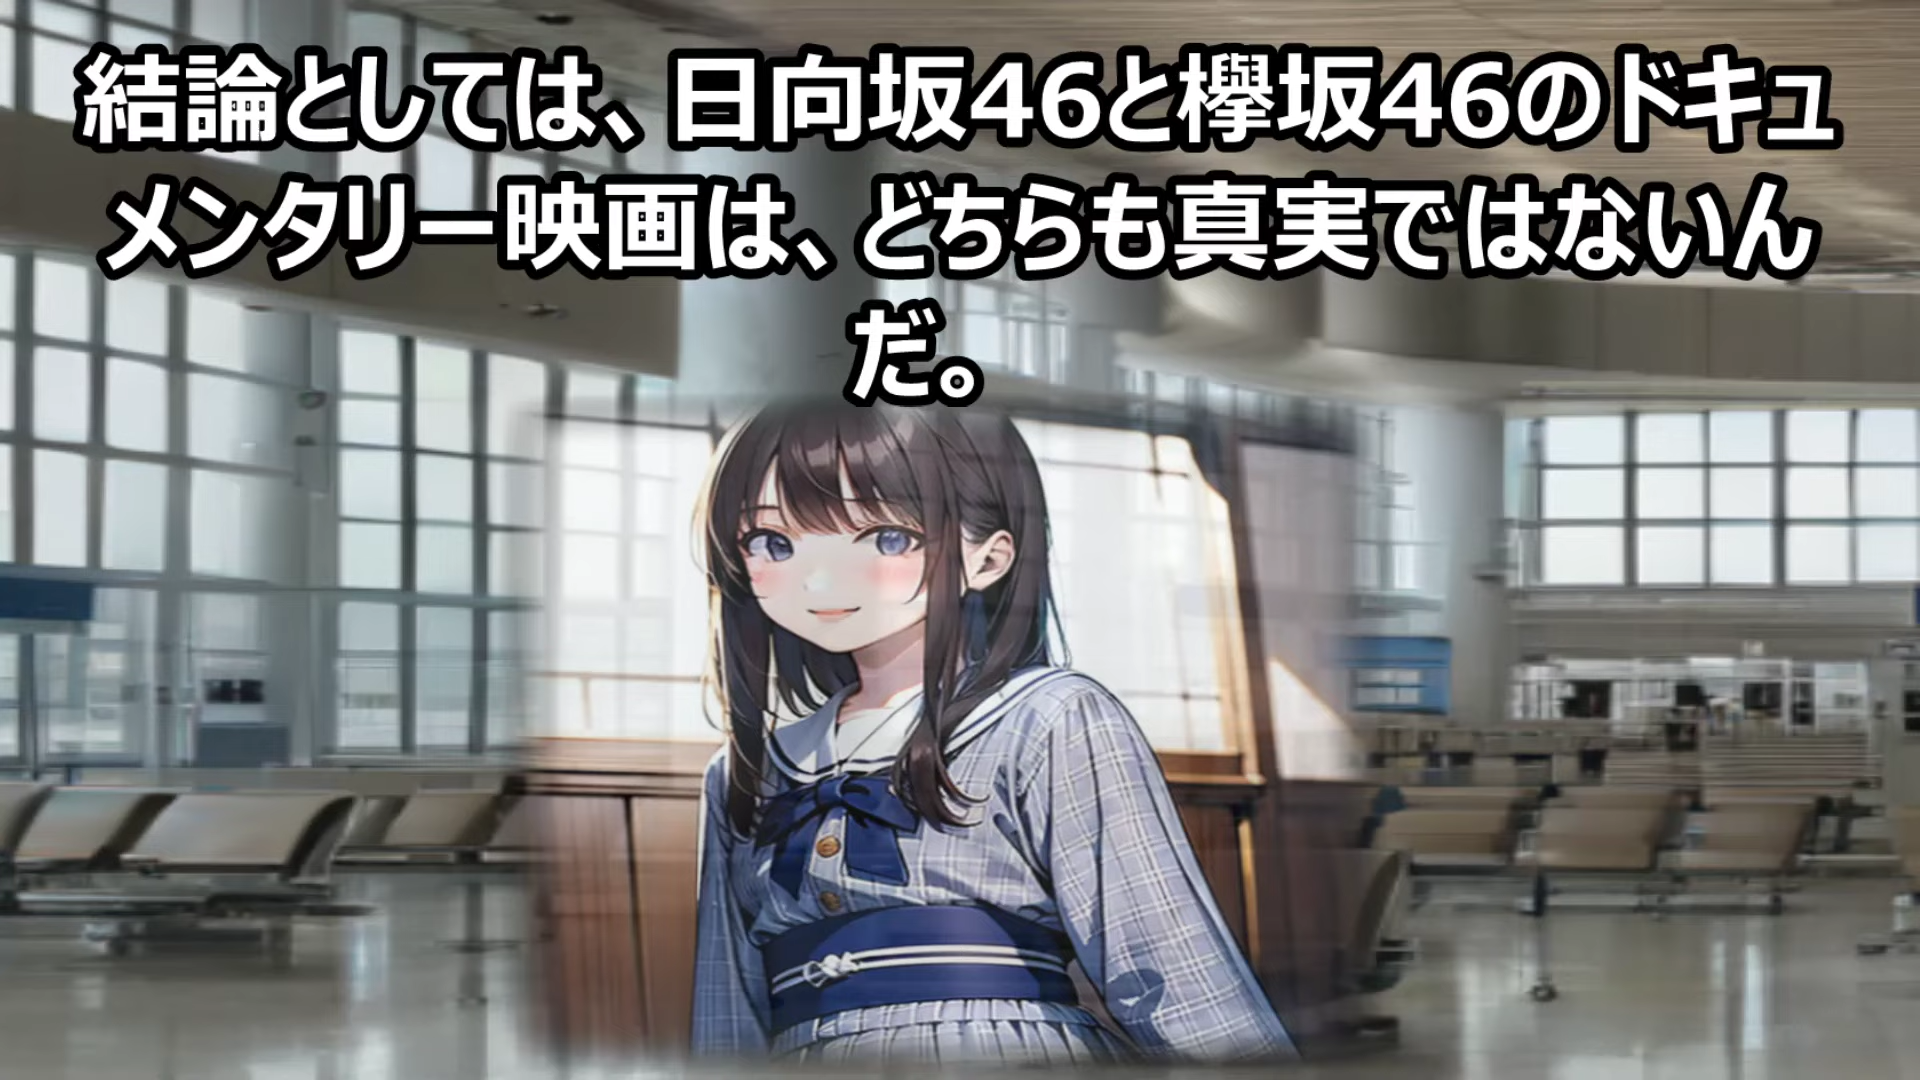 結論としては、日向坂46と欅坂46のドキュ
メンタリー映画は、どちらも真実ではないん
だ。